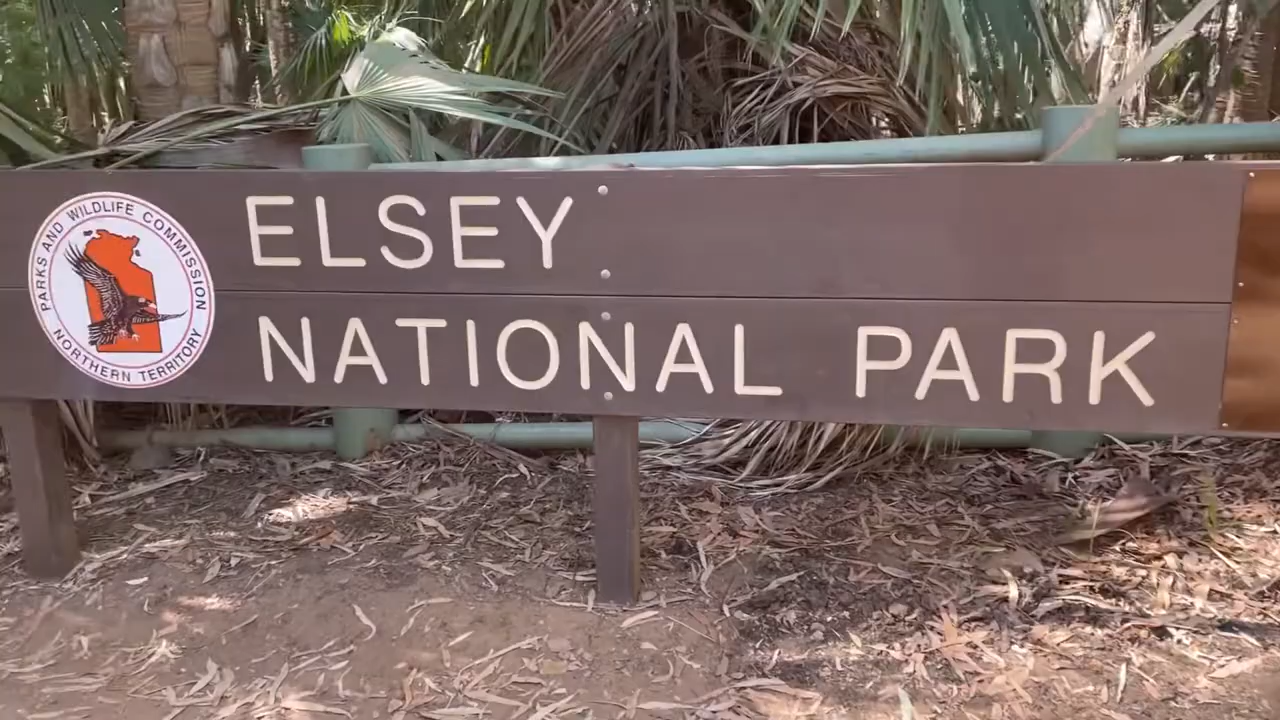 PARKS AND WILDLIFE COMMISSION
NORTHERN TERRITORY
ELSEY
NATIONAL PARK